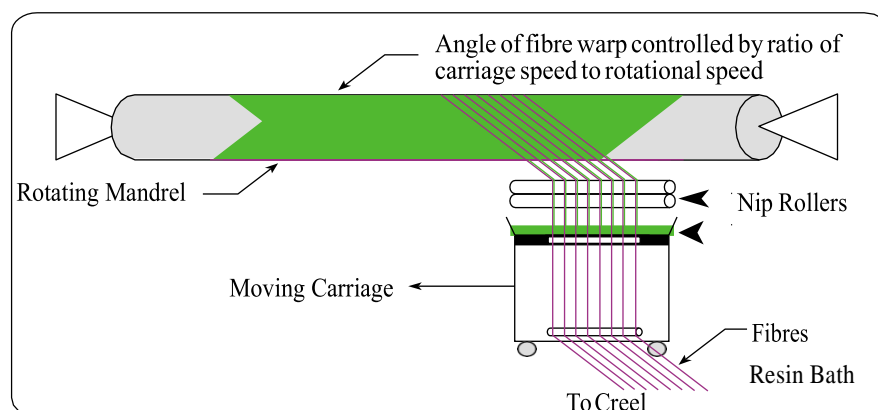 Angle of fibre warp controlled by ratio of
carriage speed to rotational speed
Rotating Mandrel
Nip Rollers
Moving Carriage
Fibres
Resin Bath
To Creel